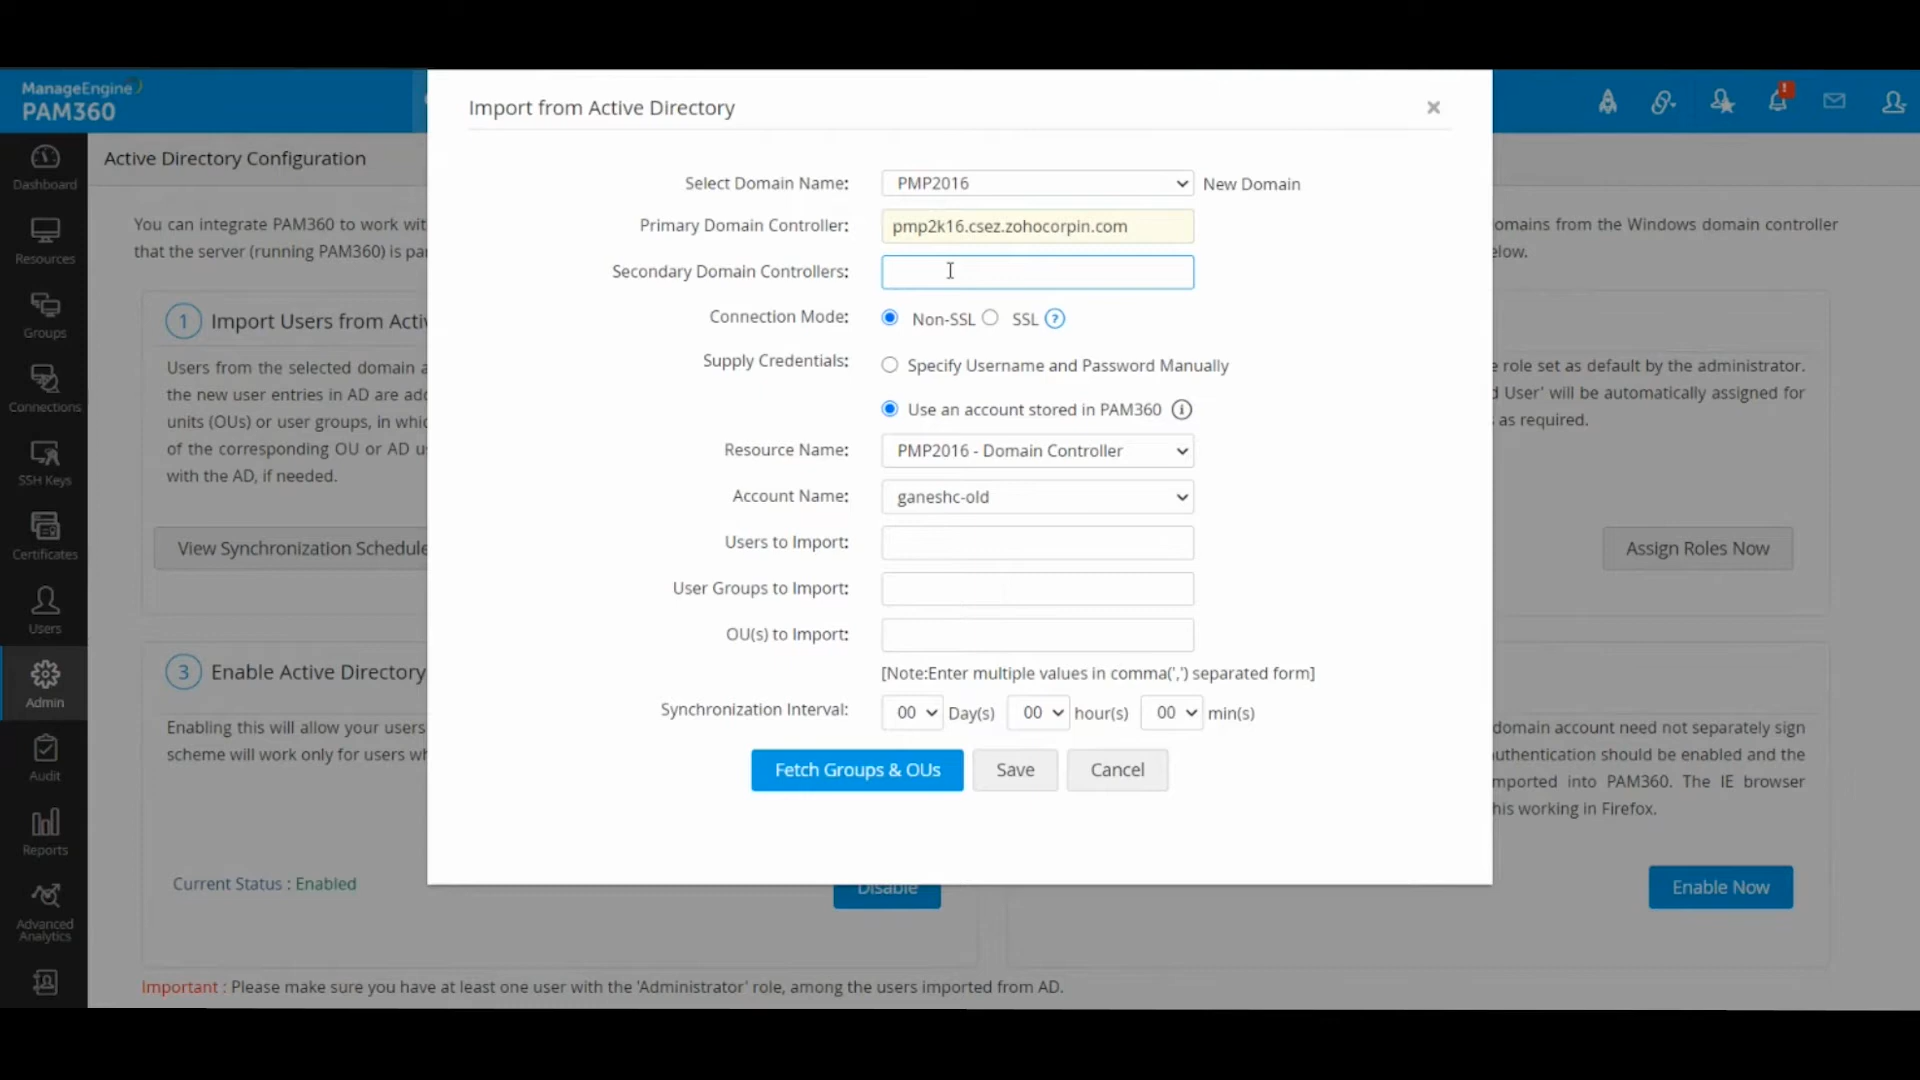 ManageEngine
PAM360
Import from Active Directory
Active Directory Configuration
Dashboard
Resources
Groups
Connections
SSH Keys
Certificates
Users
Admin
Audit
Reports
Advanced
Analytics
You can integrate PAM360 to work wit
that the server (running PAM360) is par
omains from the Windows domain controller
elow.
1 Import Users from Acti
Users from the selected domain a
the new user entries in AD are add
units (OUs) or user groups, in whic
of the corresponding OU or AD u
with the AD, if needed.
View Synchronization Schedule
e role set as default by the administrator.
d User' will be automatically assigned for
as required.
Assign Roles Now
Select Domain Name: PMP2016 New Domain
Primary Domain Controller: pmp2k16.csez.zohocorpin.com
Secondary Domain Controllers:
Connection Mode: Non-SSL SSL ?
Supply Credentials: Specify Username and Password Manually
Use an account stored in PAM360 i
Resource Name: PMP2016 - Domain Controller
Account Name: ganeshc-old
Users to Import:
User Groups to Import:
OU(s) to Import:
[Note:Enter multiple values in comma(',') separated form]
Synchronization Interval: 00 Day(s) 00 hour(s) 00 min(s)
Fetch Groups & OUs Save Cancel
3 Enable Active Directory
Enabling this will allow your users
scheme will work only for users wh
Current Status : Enabled
Disable
domain account need not separately sign
uthentication should be enabled and the
mported into PAM360. The IE browser
his working in Firefox.
Enable Now
Important : Please make sure you have at least one user with the 'Administrator' role, among the users imported from AD.